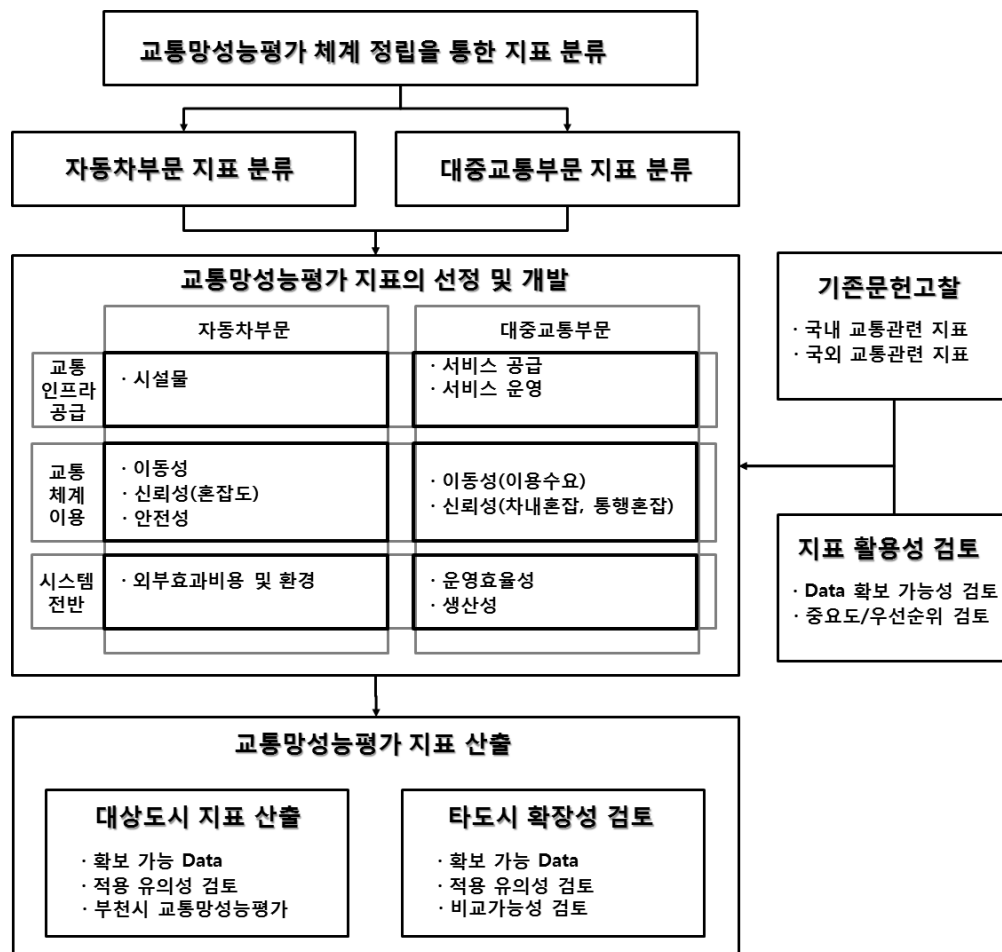 교통망성능평가 체계 정립을 통한 지표 분류
자동차부문 지표 분류
대중교통부문 지표 분류
교통망성능평가 지표의 선정 및 개발
자동차부문
대중교통부문
교통
인프라
공급
· 시설물
· 서비스 공급
· 서비스 운영
교통
체계
이용
· 이동성
· 신뢰성(혼잡도)
· 안전성
· 이동성(이용수요)
· 신뢰성(차내혼잡, 통행혼잡)
시스템
전반
· 외부효과비용 및 환경
· 운영효율성
· 생산성
기존문헌고찰
· 국내 교통관련 지표
· 국외 교통관련 지표
지표 활용성 검토
· Data 확보 가능성 검토
· 중요도/우선순위 검토
교통망성능평가 지표 산출
대상도시 지표 산출
· 확보 가능 Data
· 적용 유의성 검토
· 부천시 교통망성능평가
타도시 확장성 검토
· 확보 가능 Data
· 적용 유의성 검토
· 비교가능성 검토